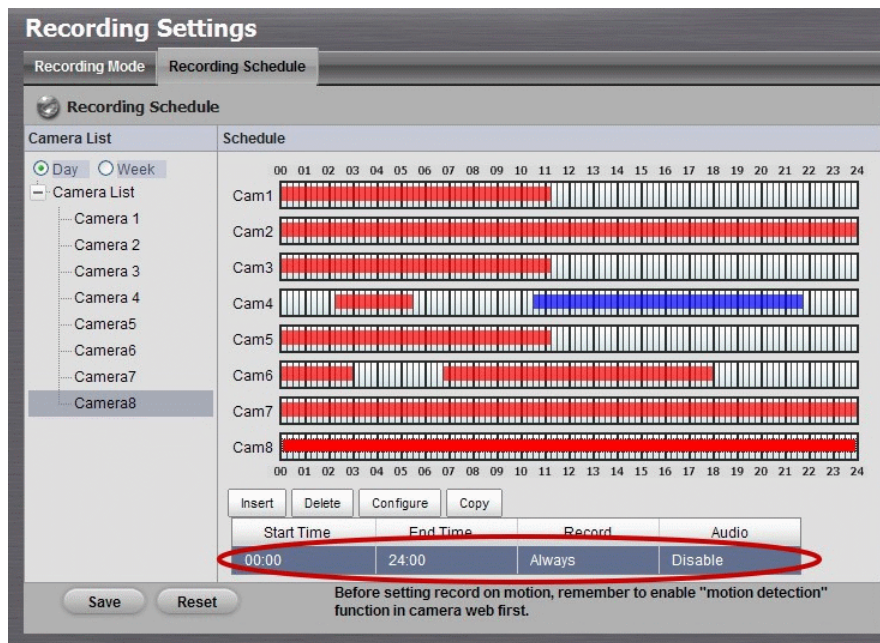 Recording Settings
Recording Mode Recording Schedule
Recording Schedule
Camera List Schedule
Day Week
Camera List
Camera 1
Camera 2
Camera 3
Camera 4
Camera5
Camera6
Camera7
Camera8
00 01 02 03 04 05 06 07 08 09 10 11 12 13 14 15 16 17 18 19 20 21 22 23 24
Cam1
Cam2
Cam3
Cam4
Cam5
Cam6
Cam7
Cam8
00 01 02 03 04 05 06 07 08 09 10 11 12 13 14 15 16 17 18 19 20 21 22 23 24
Insert Delete Configure Copy
Start Time End Time Record Audio
00:00 24:00 Always Disable
Save Reset
Before setting record on motion, remember to enable "motion detection"
function in camera web first.